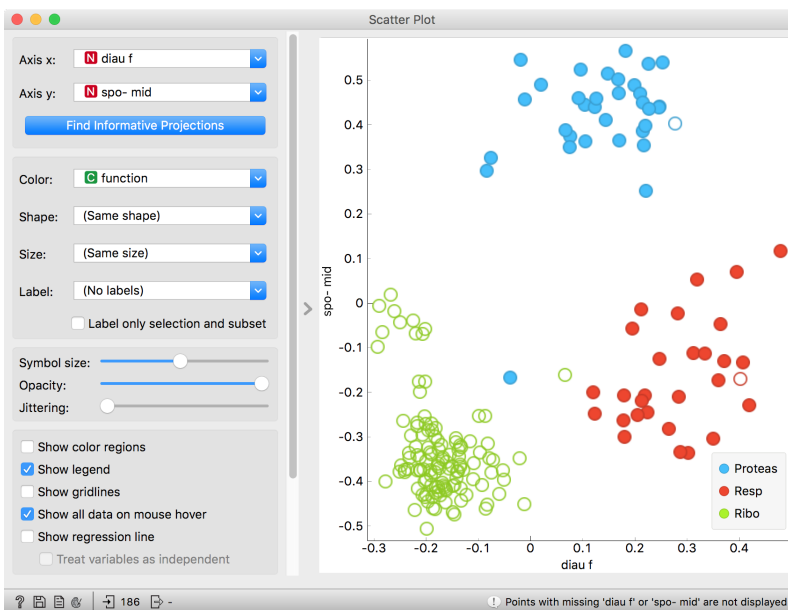 Scatter Plot
Axis x: N diau f
Axis y: N spo- mid
Find Informative Projections
Color: C function
Shape: (Same shape)
Size: (Same size)
Label: (No labels)
Label only selection and subset
Symbol size:
Opacity:
Jittering:
Show color regions
Show legend
Show gridlines
Show all data on mouse hover
Show regression line
Treat variables as independent
spo- mid
0.5
0.4
0.3
0.2
0.1
0
-0.1
-0.2
-0.3
-0.4
-0.5
Proteas
Resp
Ribo
-0.3 -0.2 -0.1 0 0.1 0.2 0.3 0.4
diau f
? 186 -
! Points with missing 'diau f' or 'spo- mid' are not displayed